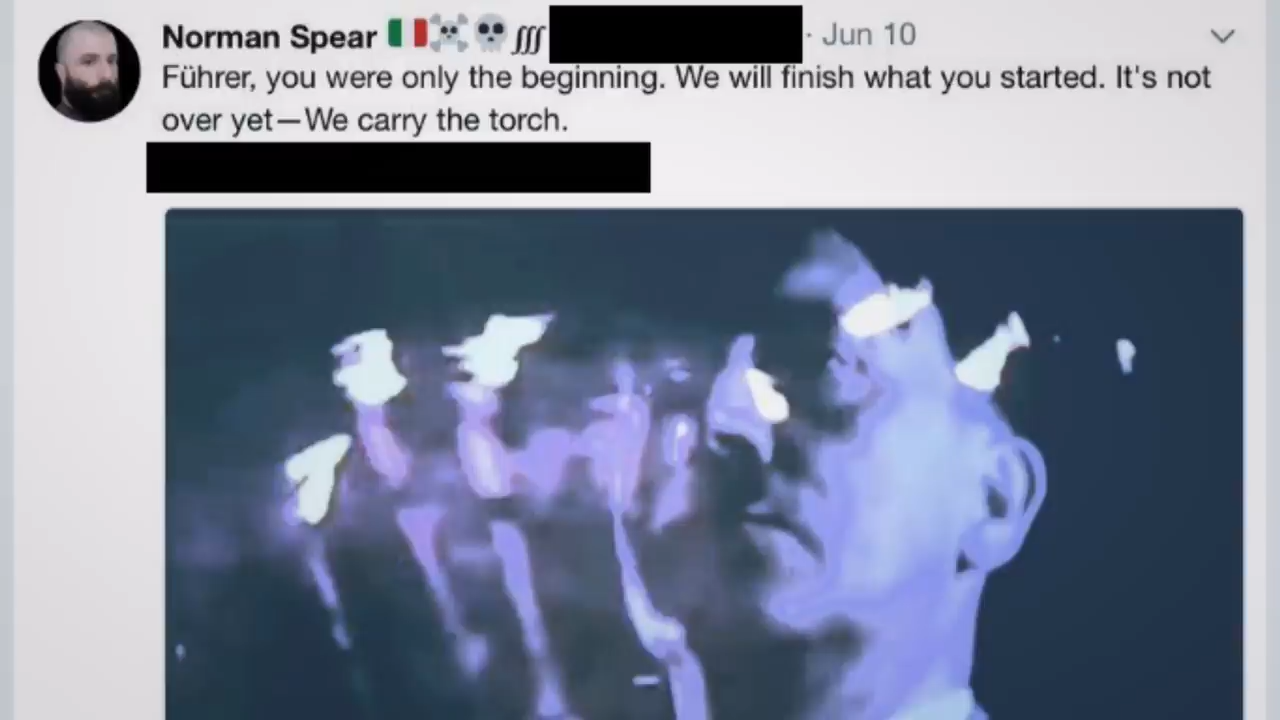 Norman Spear 🇮🇹☠️💀∫∫∫ · Jun 10
Führer, you were only the beginning. We will finish what you started. It's not
over yet—We carry the torch.